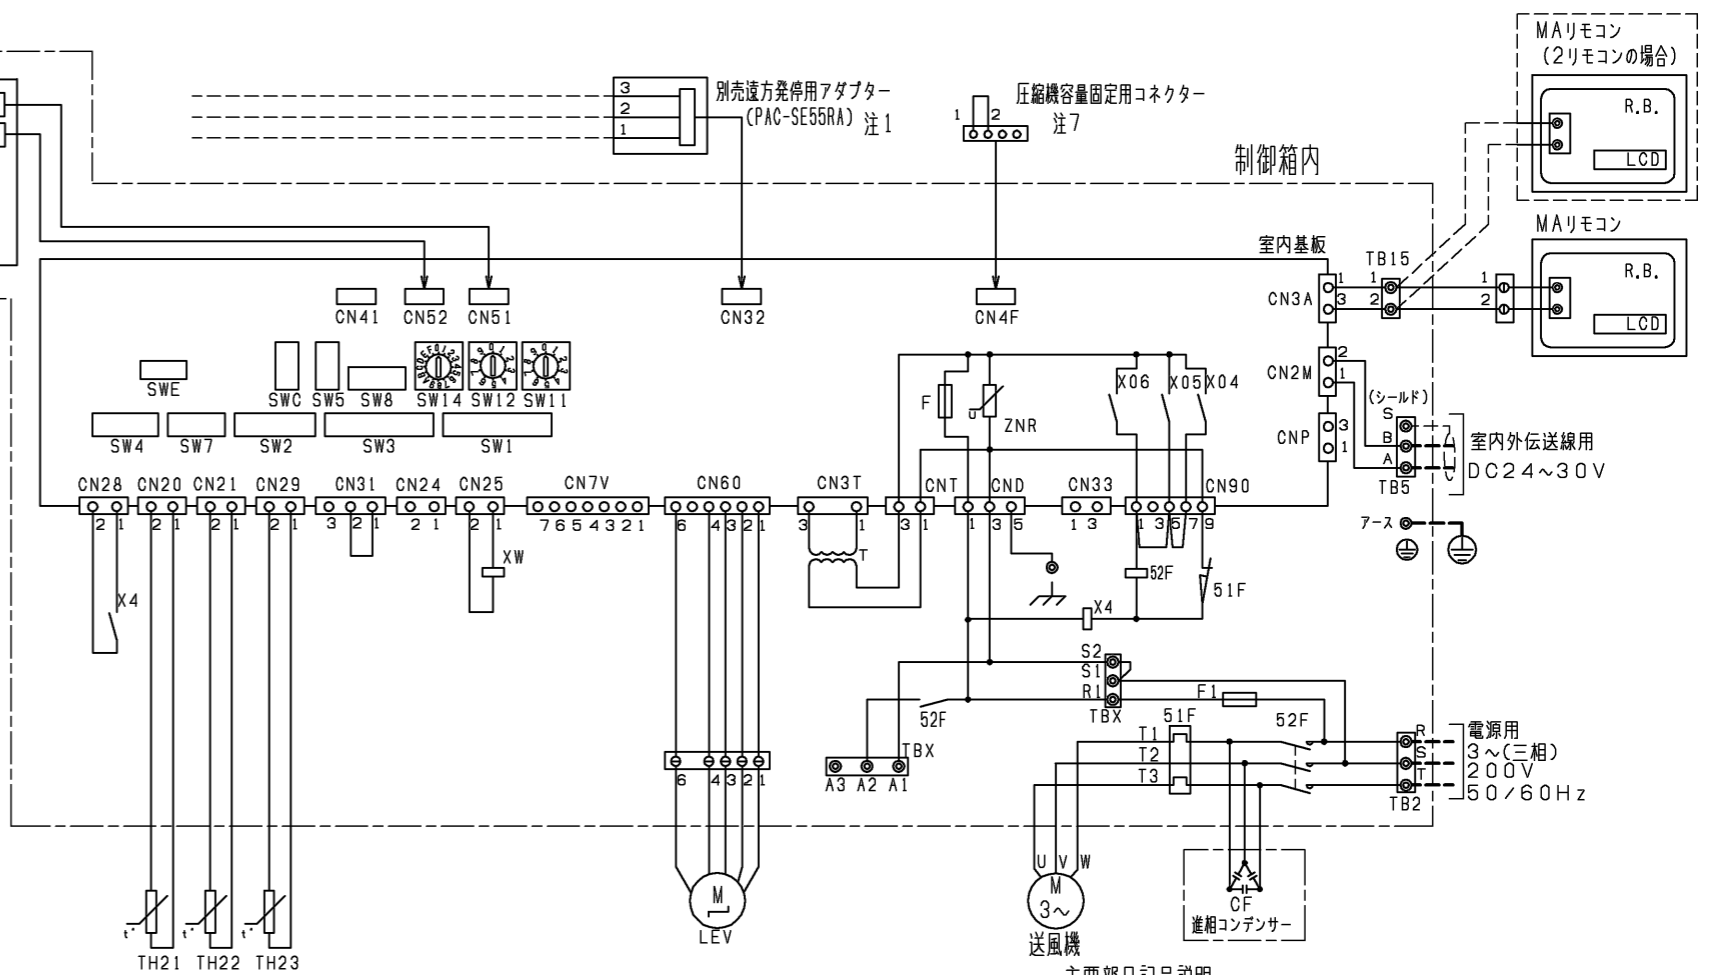 MAリモコン
(2リモコンの場合)
R.B.
LCD
3
2
1
別売遠方発停用アダプター
(PAC-SE55RA) 注1
1 2
圧縮機容量固定用コネクター
注7
制御箱内
MAリモコン
R.B.
LCD
室内基板
TB15
CN3A
1 1 1
3 2 2
CN41 CN52 CN51 CN32 CN4F
SWE SWC SW5 SW8 SW14 SW12 SW11
SW4 SW7 SW2 SW3 SW1
F
U
ZNR
X06 X05 X04
CN2M
2
1
CNP
3
1
(シールド)
S
B
A
TB5
室内外伝送線用
DC24~30V
アース
CN28 CN20 CN21 CN29 CN31 CN24 CN25 CN7V CN60 CN3T CNT CND CN33 CN90
2 1 2 1 2 1 2 1 3 2 1 2 1 2 1 7 6 5 4 3 2 1 6 4 3 2 1 3 1 3 1 1 3 5 1 3 1 3 5 7 9
X4
XW
T
52F
51F
X4
S2
S1
R1
TBX
F1
52F
TBX
A3 A2 A1
51F
52F
T1
T2
T3
R
S
T
TB2
電源用
3~(三相)
200V
50/60Hz
6 4 3 2 1
U V W
M
3~
送風機
CF
進相コンデンサー
M
LEV
t° t° t°
TH21 TH22 TH23
主要部品記号説明